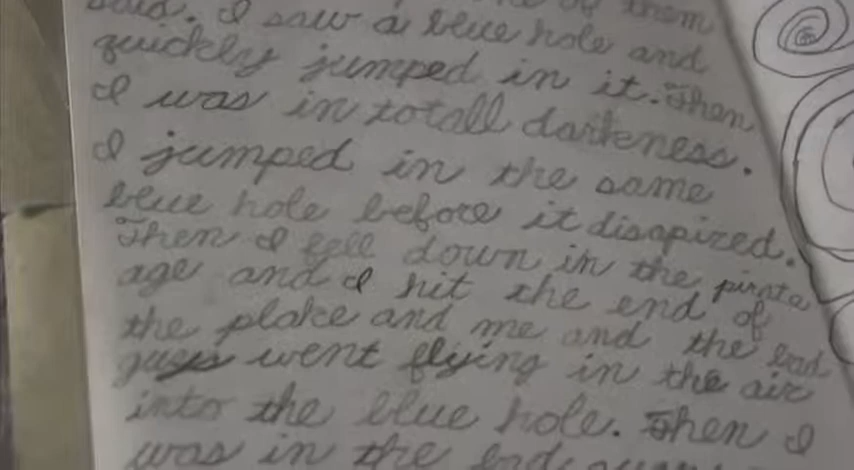 said. I saw a blue hole and
quickly jumped in it. Then
I was in totall darkeness.
I jumped in the same
blue hole before it disapired.
Then I fell down in the pirate
age and I hit the end of
the plake and me and the bad
guys went flying in the air
into the blue hole. Then I
was in the